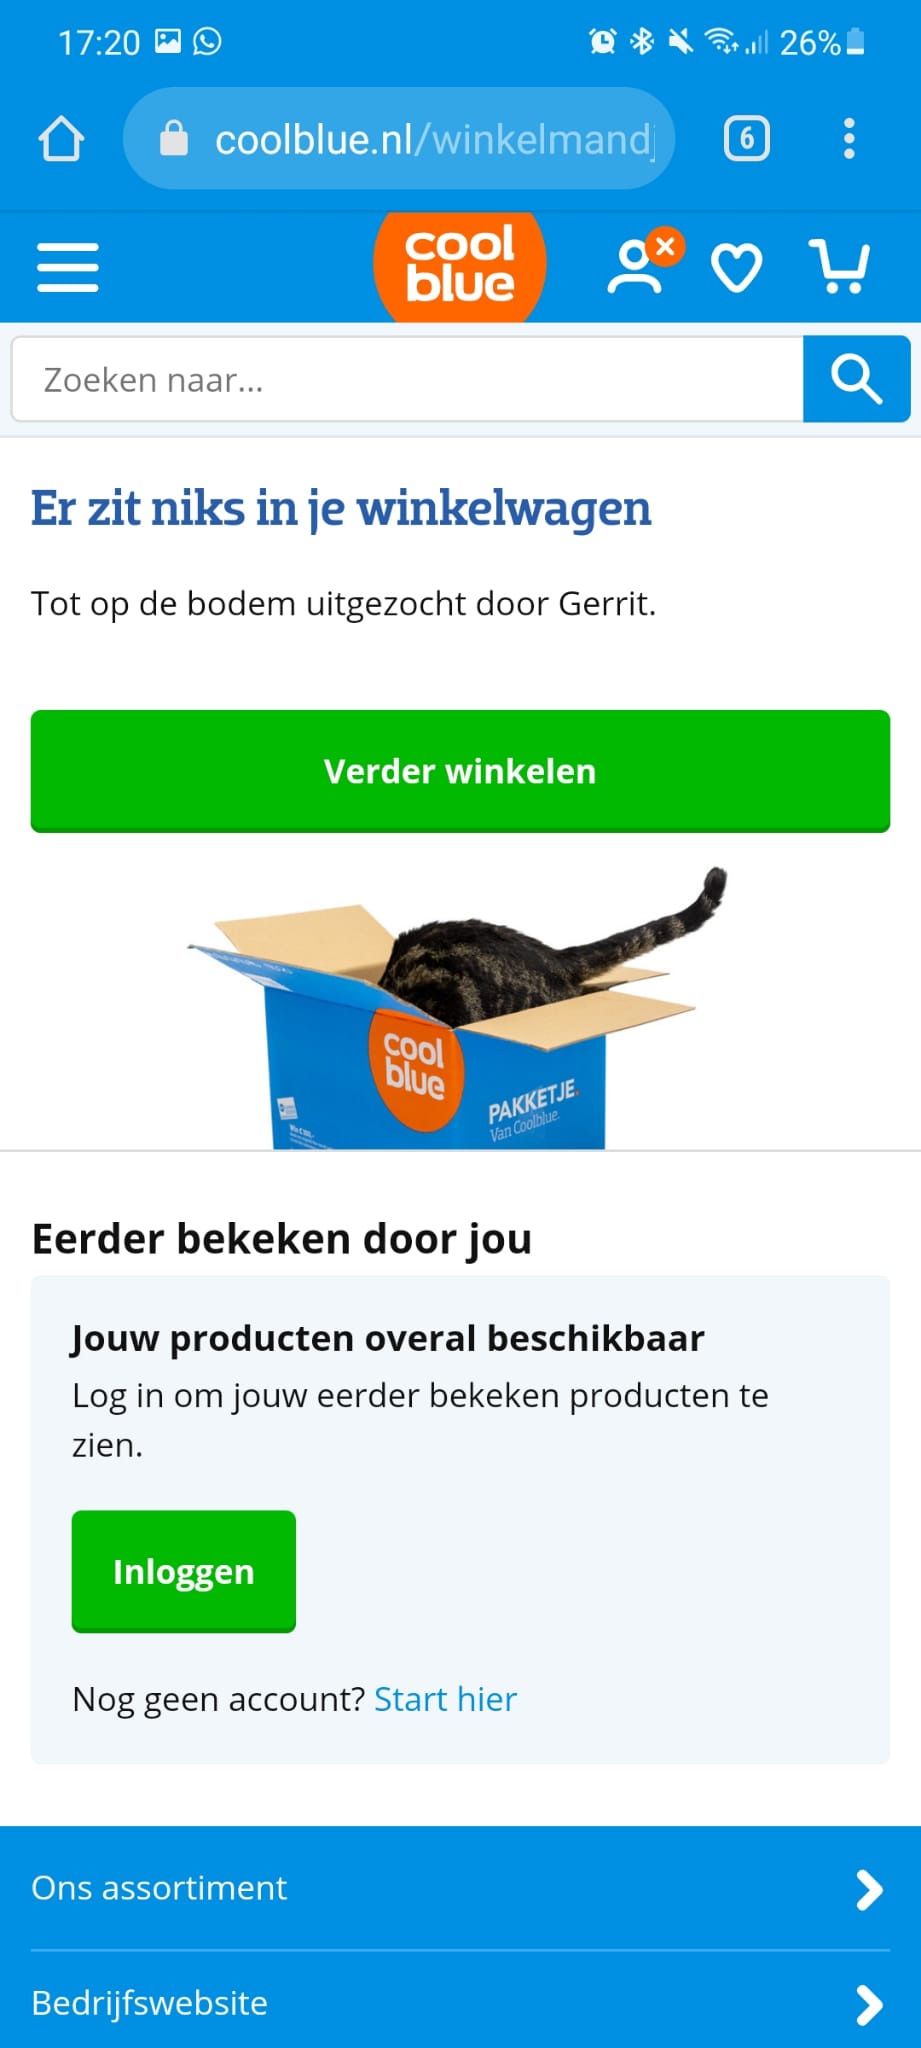 17:20
26%
coolblue.nl/winkelmandj
6
cool
blue
Zoeken naar...
Er zit niks in je winkelwagen
Tot op de bodem uitgezocht door Gerrit.
Verder winkelen
cool
blue
PAKKETJE.
Van Coolblue.
Eerder bekeken door jou
Jouw producten overal beschikbaar
Log in om jouw eerder bekeken producten te
zien.
Inloggen
Nog geen account? Start hier
Ons assortiment
Bedrijfswebsite